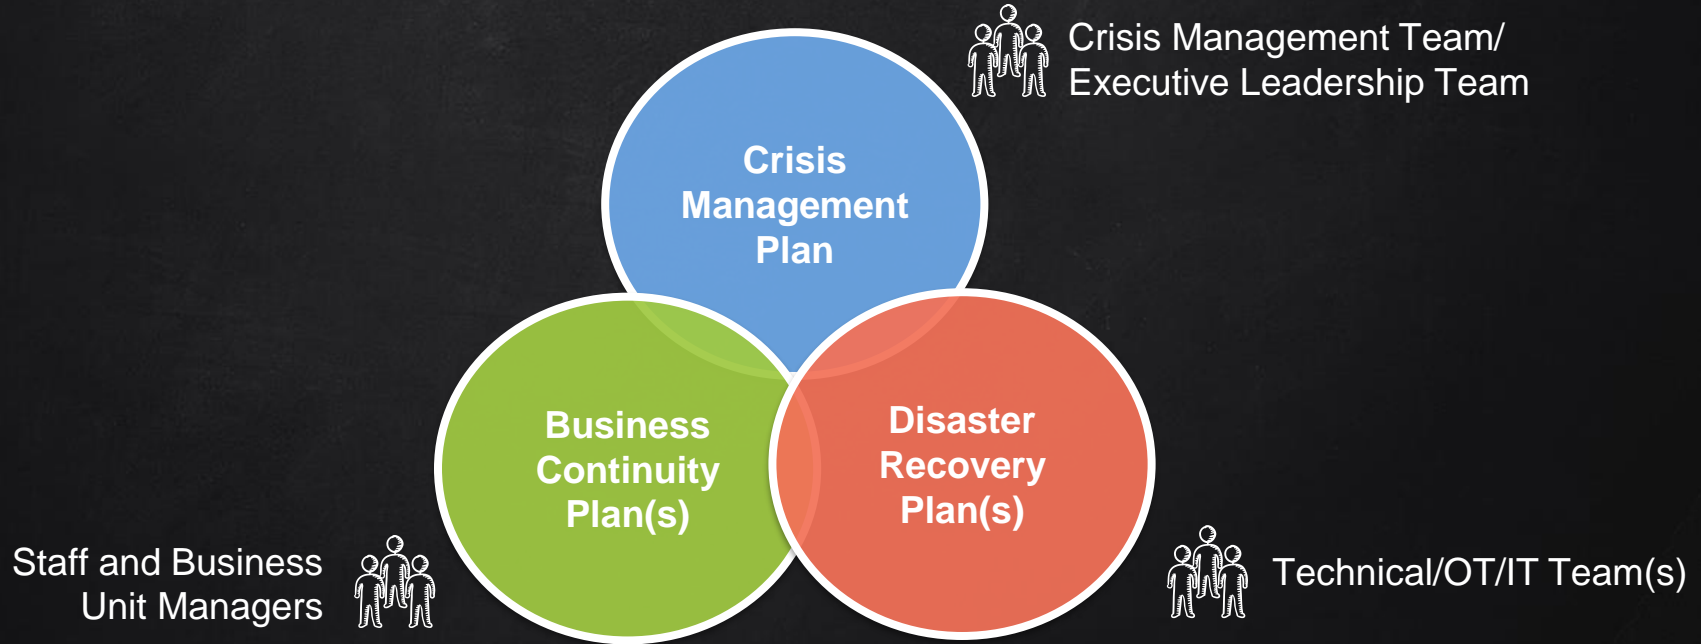 Crisis Management Team/
Executive Leadership Team
Crisis
Management
Plan
Business
Continuity
Plan(s)
Disaster
Recovery
Plan(s)
Staff and Business
Unit Managers
Technical/OT/IT Team(s)